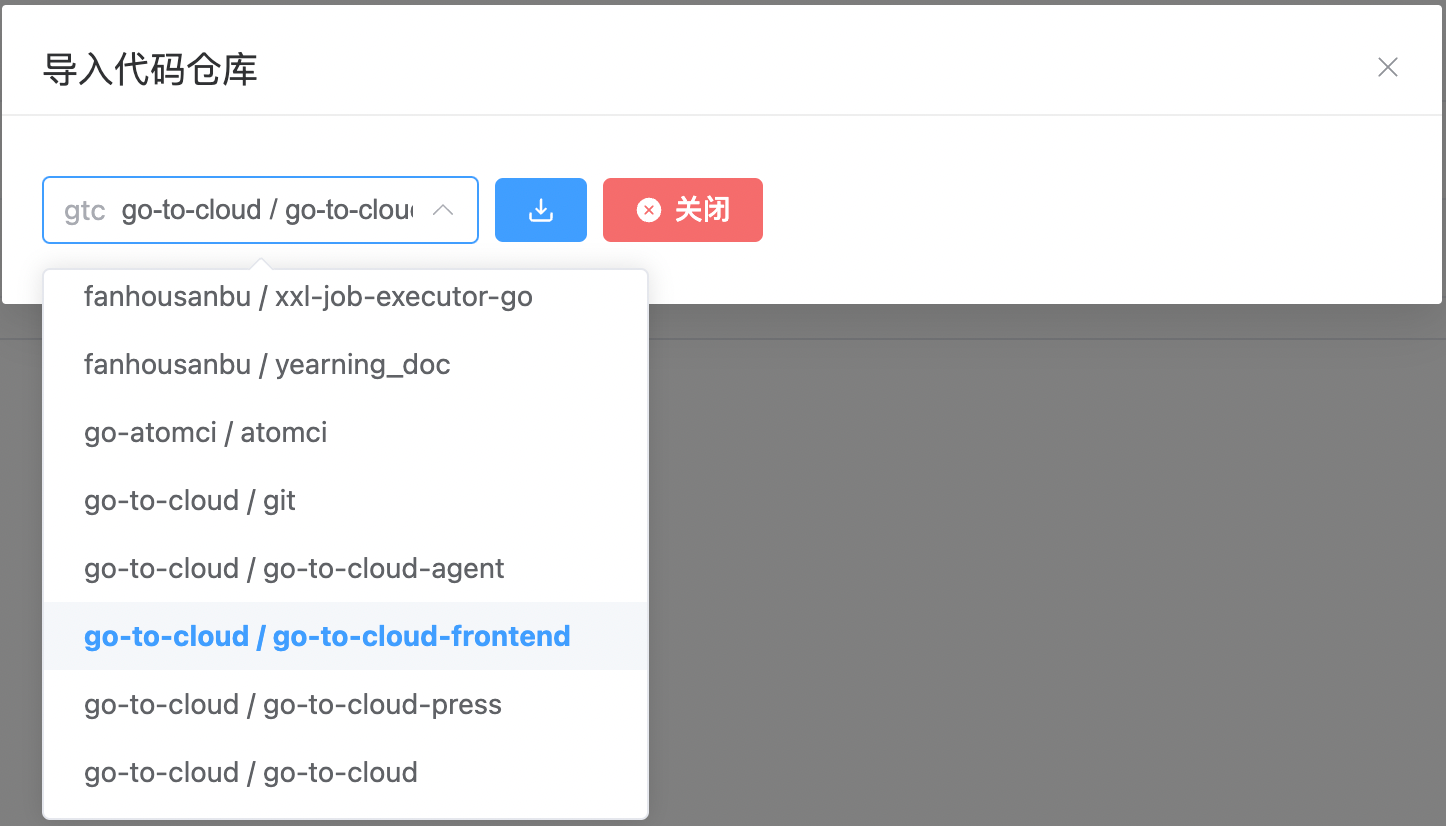 导入代码仓库
gtc go-to-cloud / go-to-clou
关闭
fanhousanbu / xxl-job-executor-go
fanhousanbu / yearning_doc
go-atomci / atomci
go-to-cloud / git
go-to-cloud / go-to-cloud-agent
go-to-cloud / go-to-cloud-frontend
go-to-cloud / go-to-cloud-press
go-to-cloud / go-to-cloud